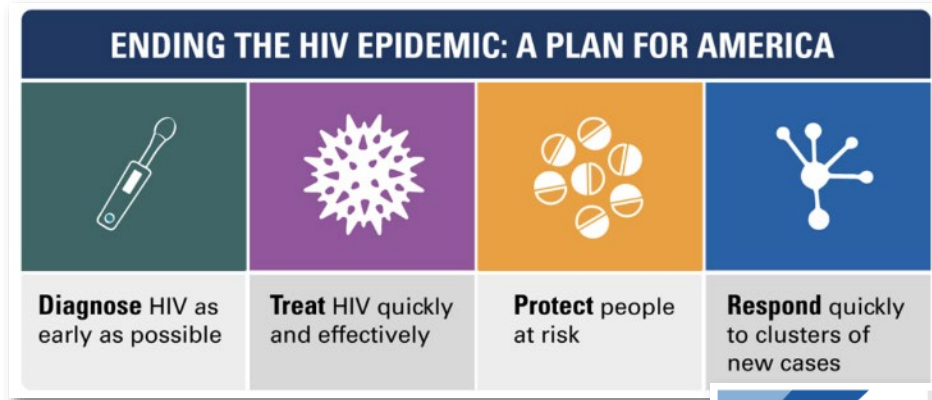 ENDING THE HIV EPIDEMIC: A PLAN FOR AMERICA
Diagnose HIV as
early as possible
Treat HIV quickly
and effectively
Protect people
at risk
Respond quickly
to clusters of
new cases